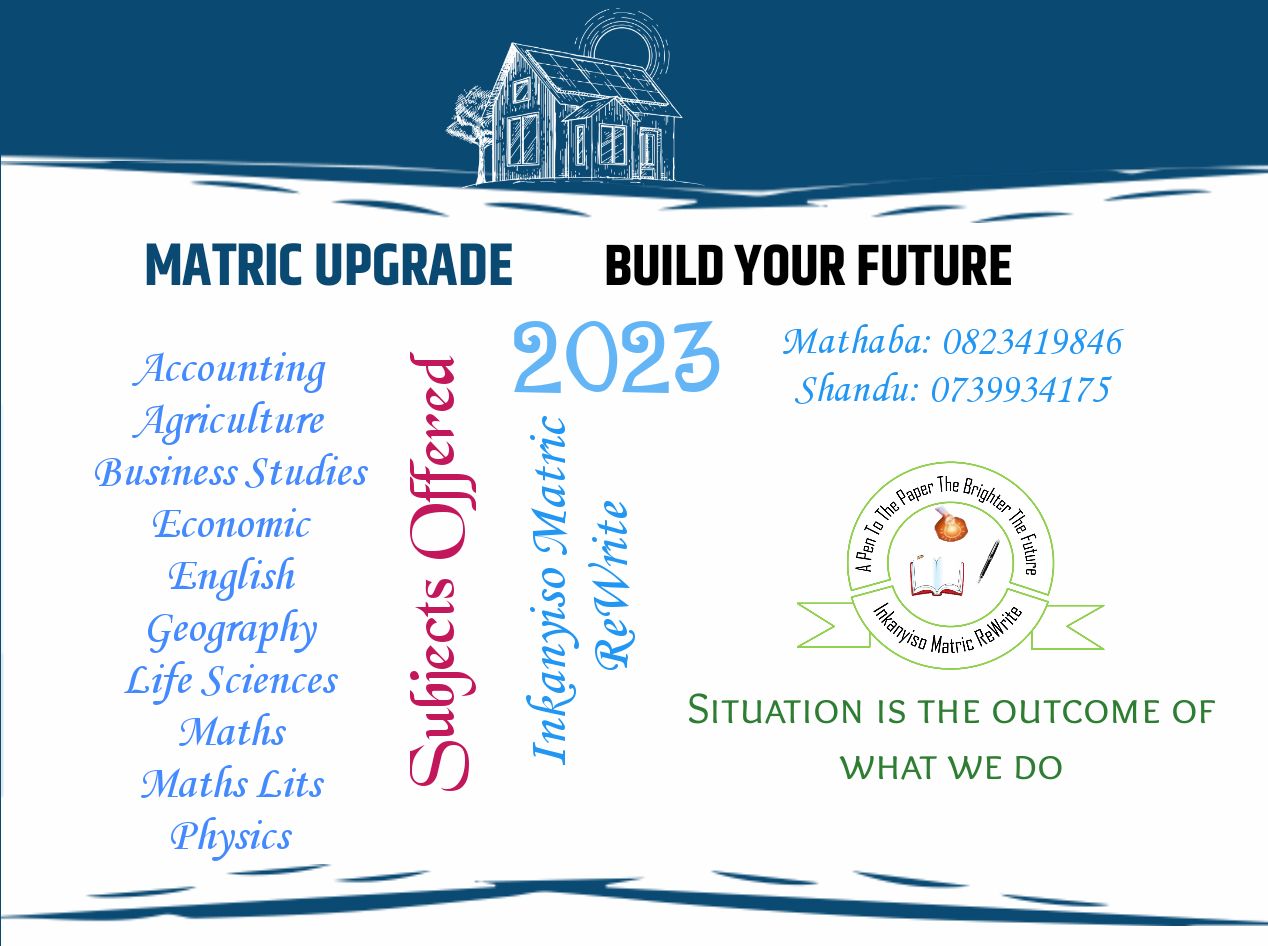 MATRIC UPGRADE
BUILD YOUR FUTURE
Accounting
Agriculture
Business Studies
Economic
English
Geography
Life Sciences
Maths
Maths Lits
Physics
Subjects Offered
2023
Inkanyiso Matric
ReWrite
Mathaba: 0823419846
Shandu: 0739934175
A Pen To The Paper The Brighter The Future
Inkanyiso Matric ReWrite
Situation is the outcome of
what we do